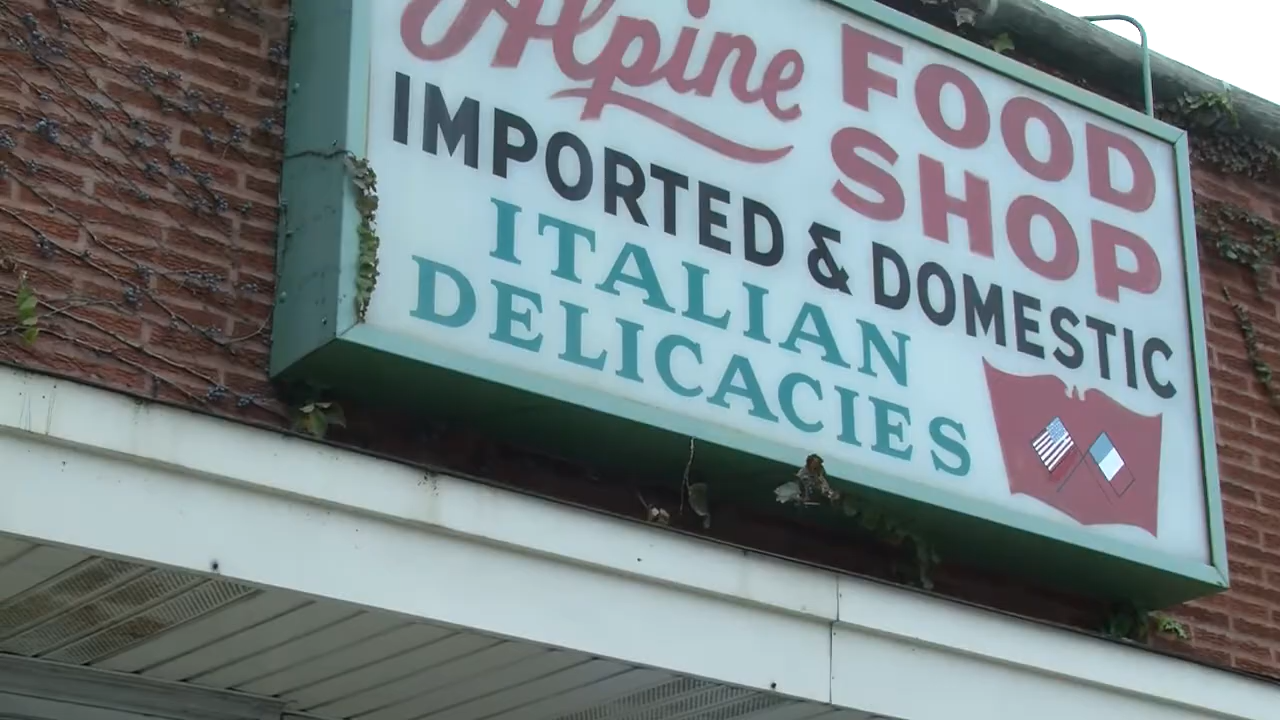 Alpine FOOD
SHOP
IMPORTED & DOMESTIC
ITALIAN
DELICACIES